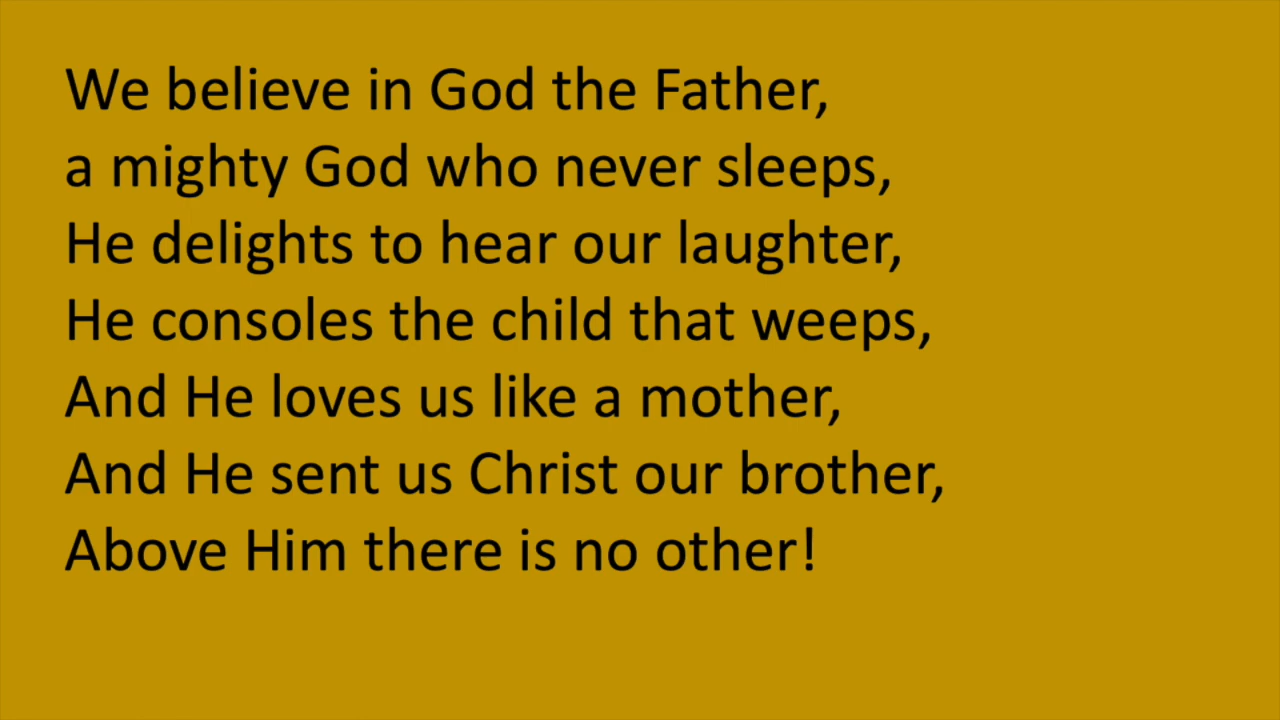 We believe in God the Father,
a mighty God who never sleeps,
He delights to hear our laughter,
He consoles the child that weeps,
And He loves us like a mother,
And He sent us Christ our brother,
Above Him there is no other!